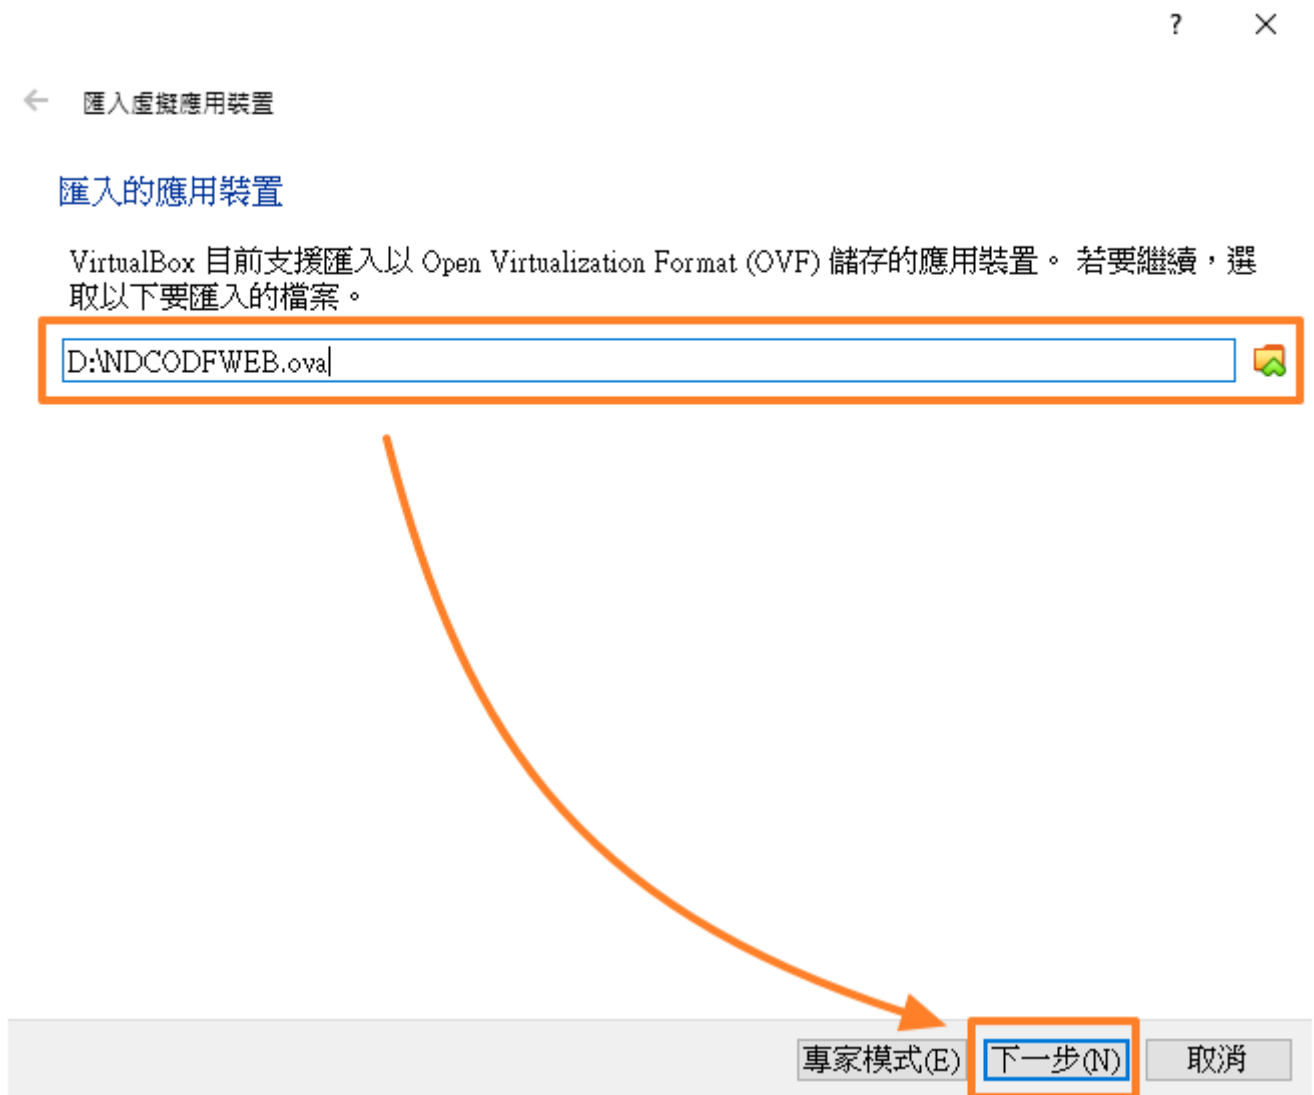 ?
匯入虛擬應用裝置
匯入的應用裝置
VirtualBox 目前支援匯入以 Open Virtualization Format (OVF) 儲存的應用裝置。 若要繼續，選
取以下要匯入的檔案。
D:\NDCODFWEB.ova
專家模式(E) 下一步(N) 取消